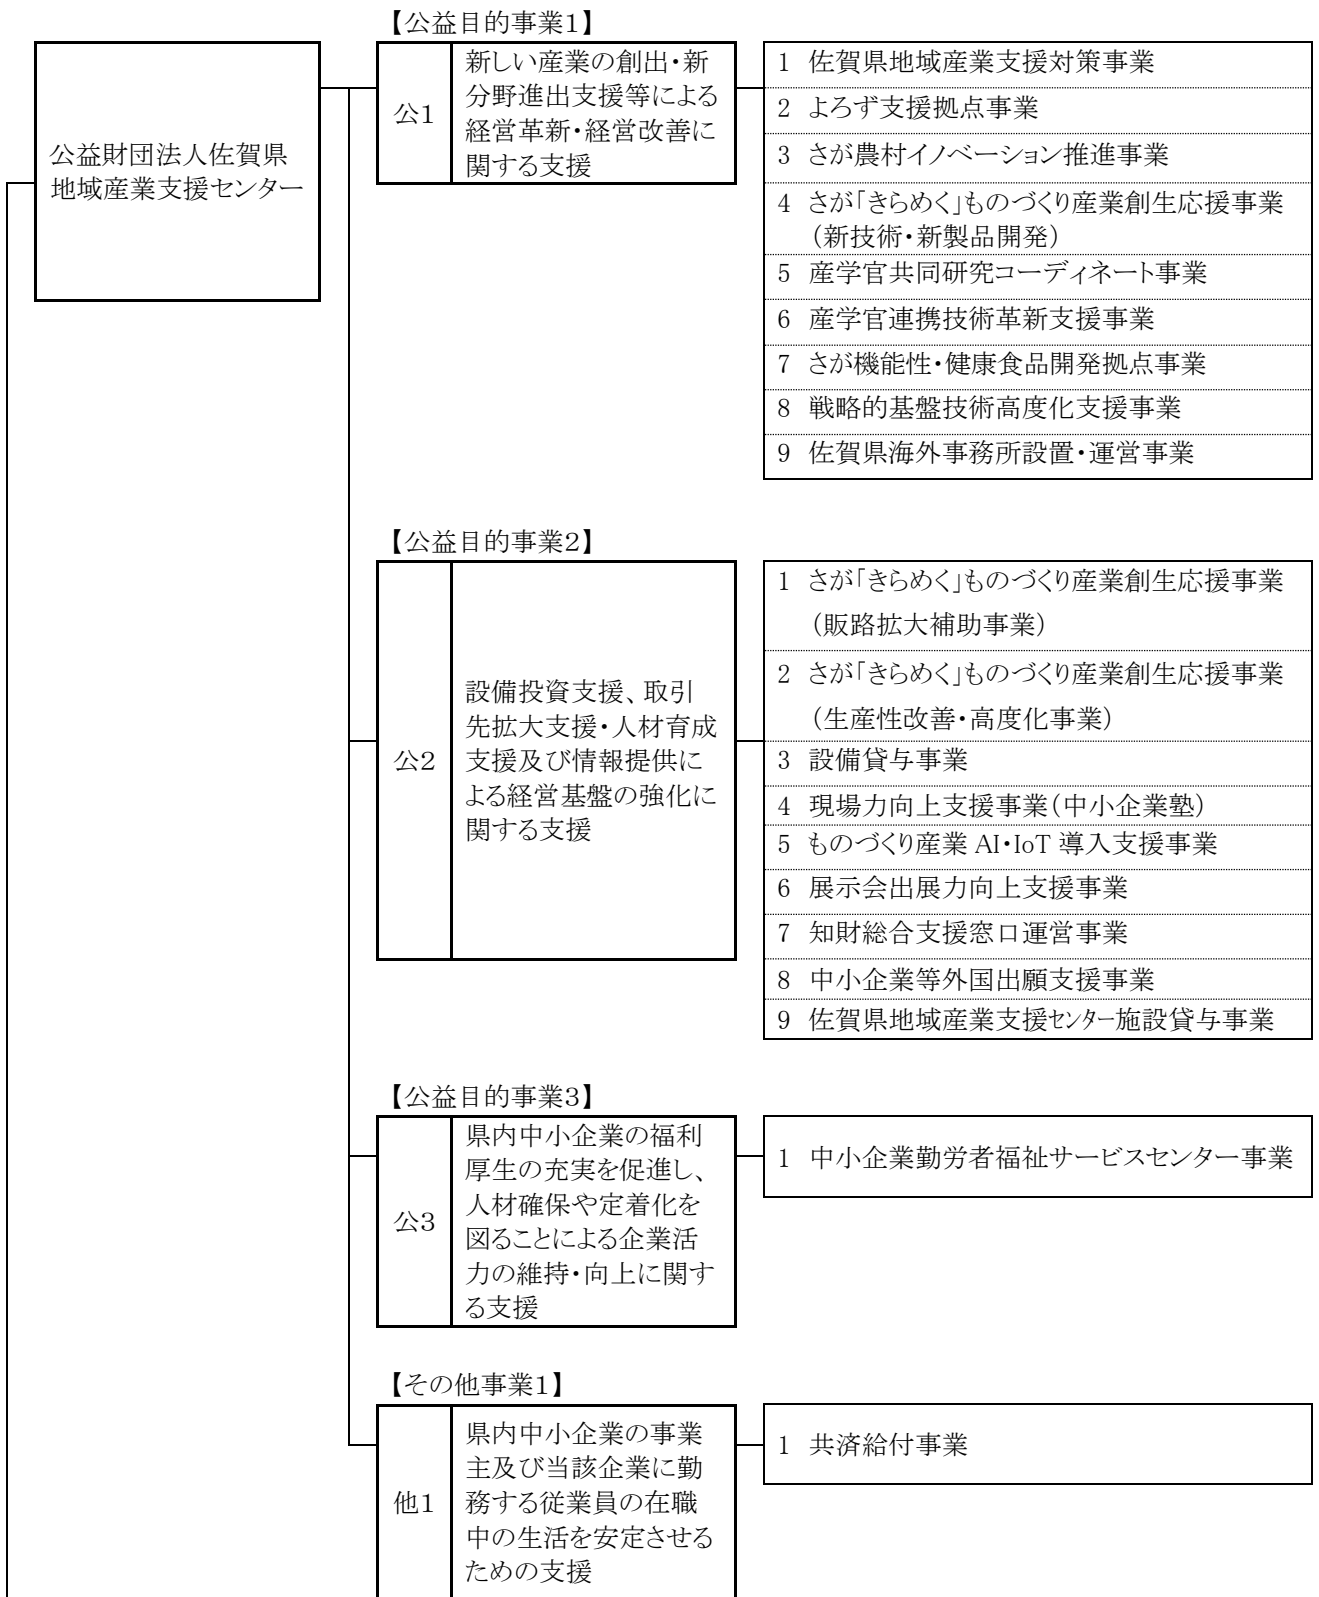 公益財団法人佐賀県
地域産業支援センター
【公益目的事業1】
公1
新しい産業の創出・新
分野進出支援等による
経営革新・経営改善に
関する支援
1 佐賀県地域産業支援対策事業
2 よろず支援拠点事業
3 さが農村イノベーション推進事業
4 さが「きらめく」ものづくり産業創生応援事業
(新技術・新製品開発)
5 産学官共同研究コーディネート事業
6 産学官連携技術革新支援事業
7 さが機能性・健康食品開発拠点事業
8 戦略的基盤技術高度化支援事業
9 佐賀県海外事務所設置・運営事業
【公益目的事業2】
公2
設備投資支援、取引
先拡大支援・人材育成
支援及び情報提供に
よる経営基盤の強化に
関する支援
1 さが「きらめく」ものづくり産業創生応援事業
(販路拡大補助事業)
2 さが「きらめく」ものづくり産業創生応援事業
(生産性改善・高度化事業)
3 設備貸与事業
4 現場力向上支援事業(中小企業塾)
5 ものづくり産業 AI・IoT 導入支援事業
6 展示会出展力向上支援事業
7 知財総合支援窓口運営事業
8 中小企業等外国出願支援事業
9 佐賀県地域産業支援センター施設貸与事業
【公益目的事業3】
公3
県内中小企業の福利
厚生の充実を促進し、
人材確保や定着化を
図ることによる企業活
力の維持・向上に関す
る支援
1 中小企業勤労者福祉サービスセンター事業
【その他事業1】
他1
県内中小企業の事業
主及び当該企業に勤
務する従業員の在職
中の生活を安定させる
ための支援
1 共済給付事業